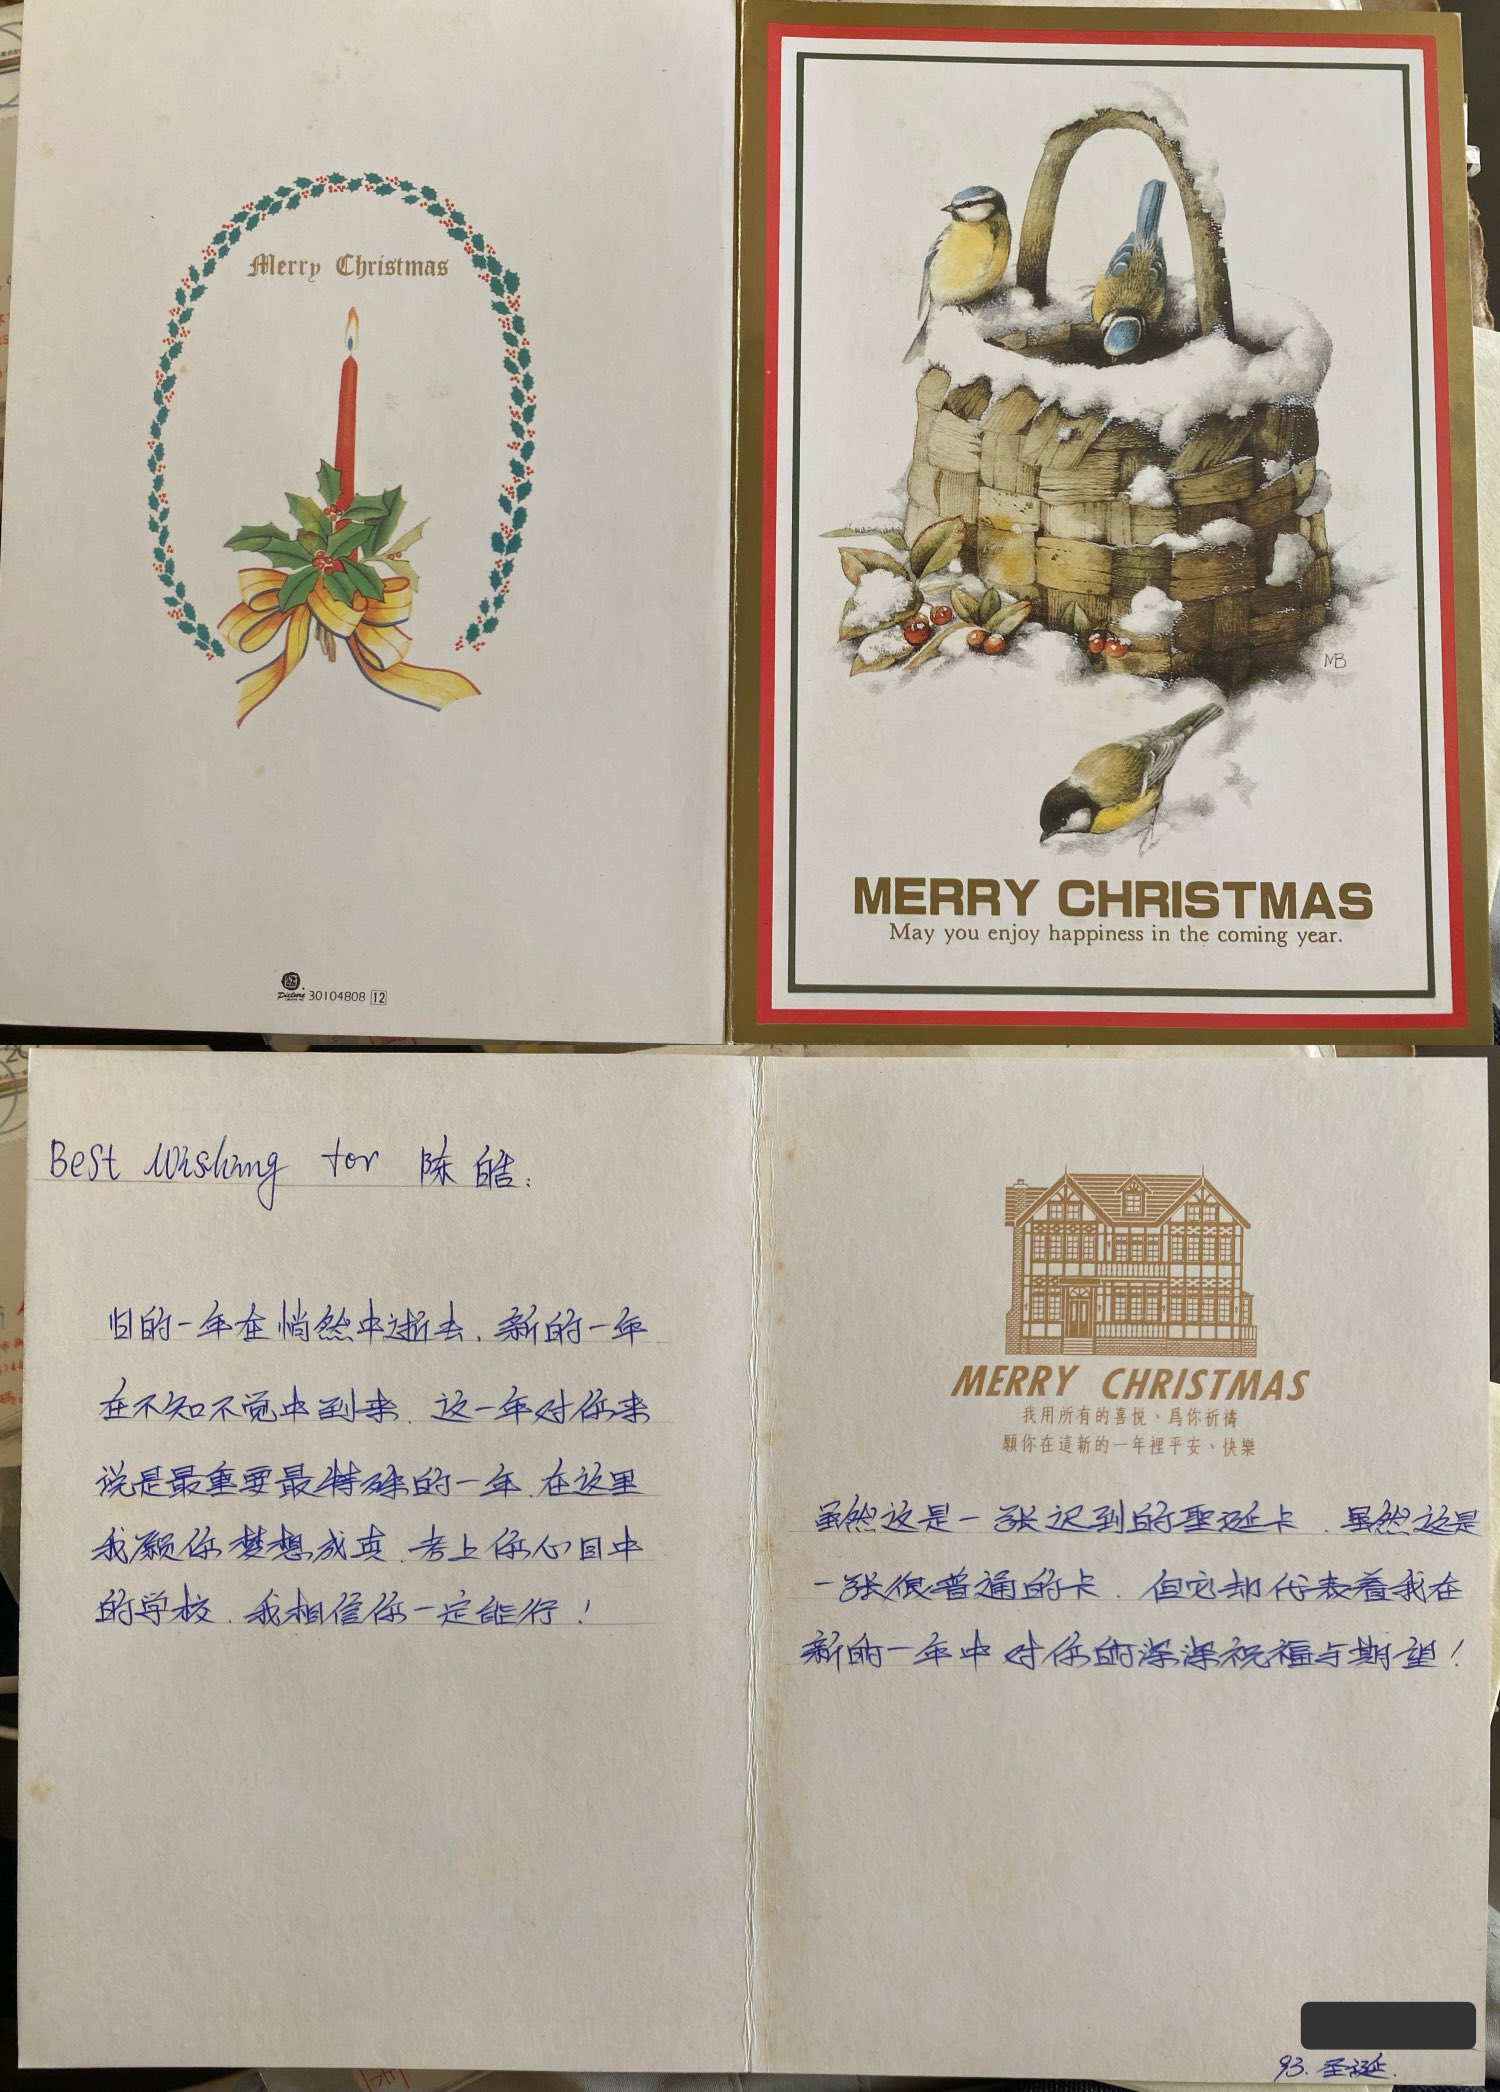 Merry Christmas
Picture 30104808 12
MB
MERRY CHRISTMAS
May you enjoy happiness in the coming year.
Best Wishing for 陈皓:
旧的一年在悄然中逝去,新的一年
在不知不觉中到来,这一年对你来
说是最重要最特殊的一年,在这里
我愿你梦想成真,考上你心目中
的学校,我相信你一定能行!
MERRY CHRISTMAS
我用所有的喜悅、爲你祈禱
願你在這新的一年裡平安、快樂
虽然这是一张迟到的圣诞卡,虽然这是
一张很普通的卡,但它却代表着我在
新的一年中对你的深深祝福与期望!
93.圣诞.